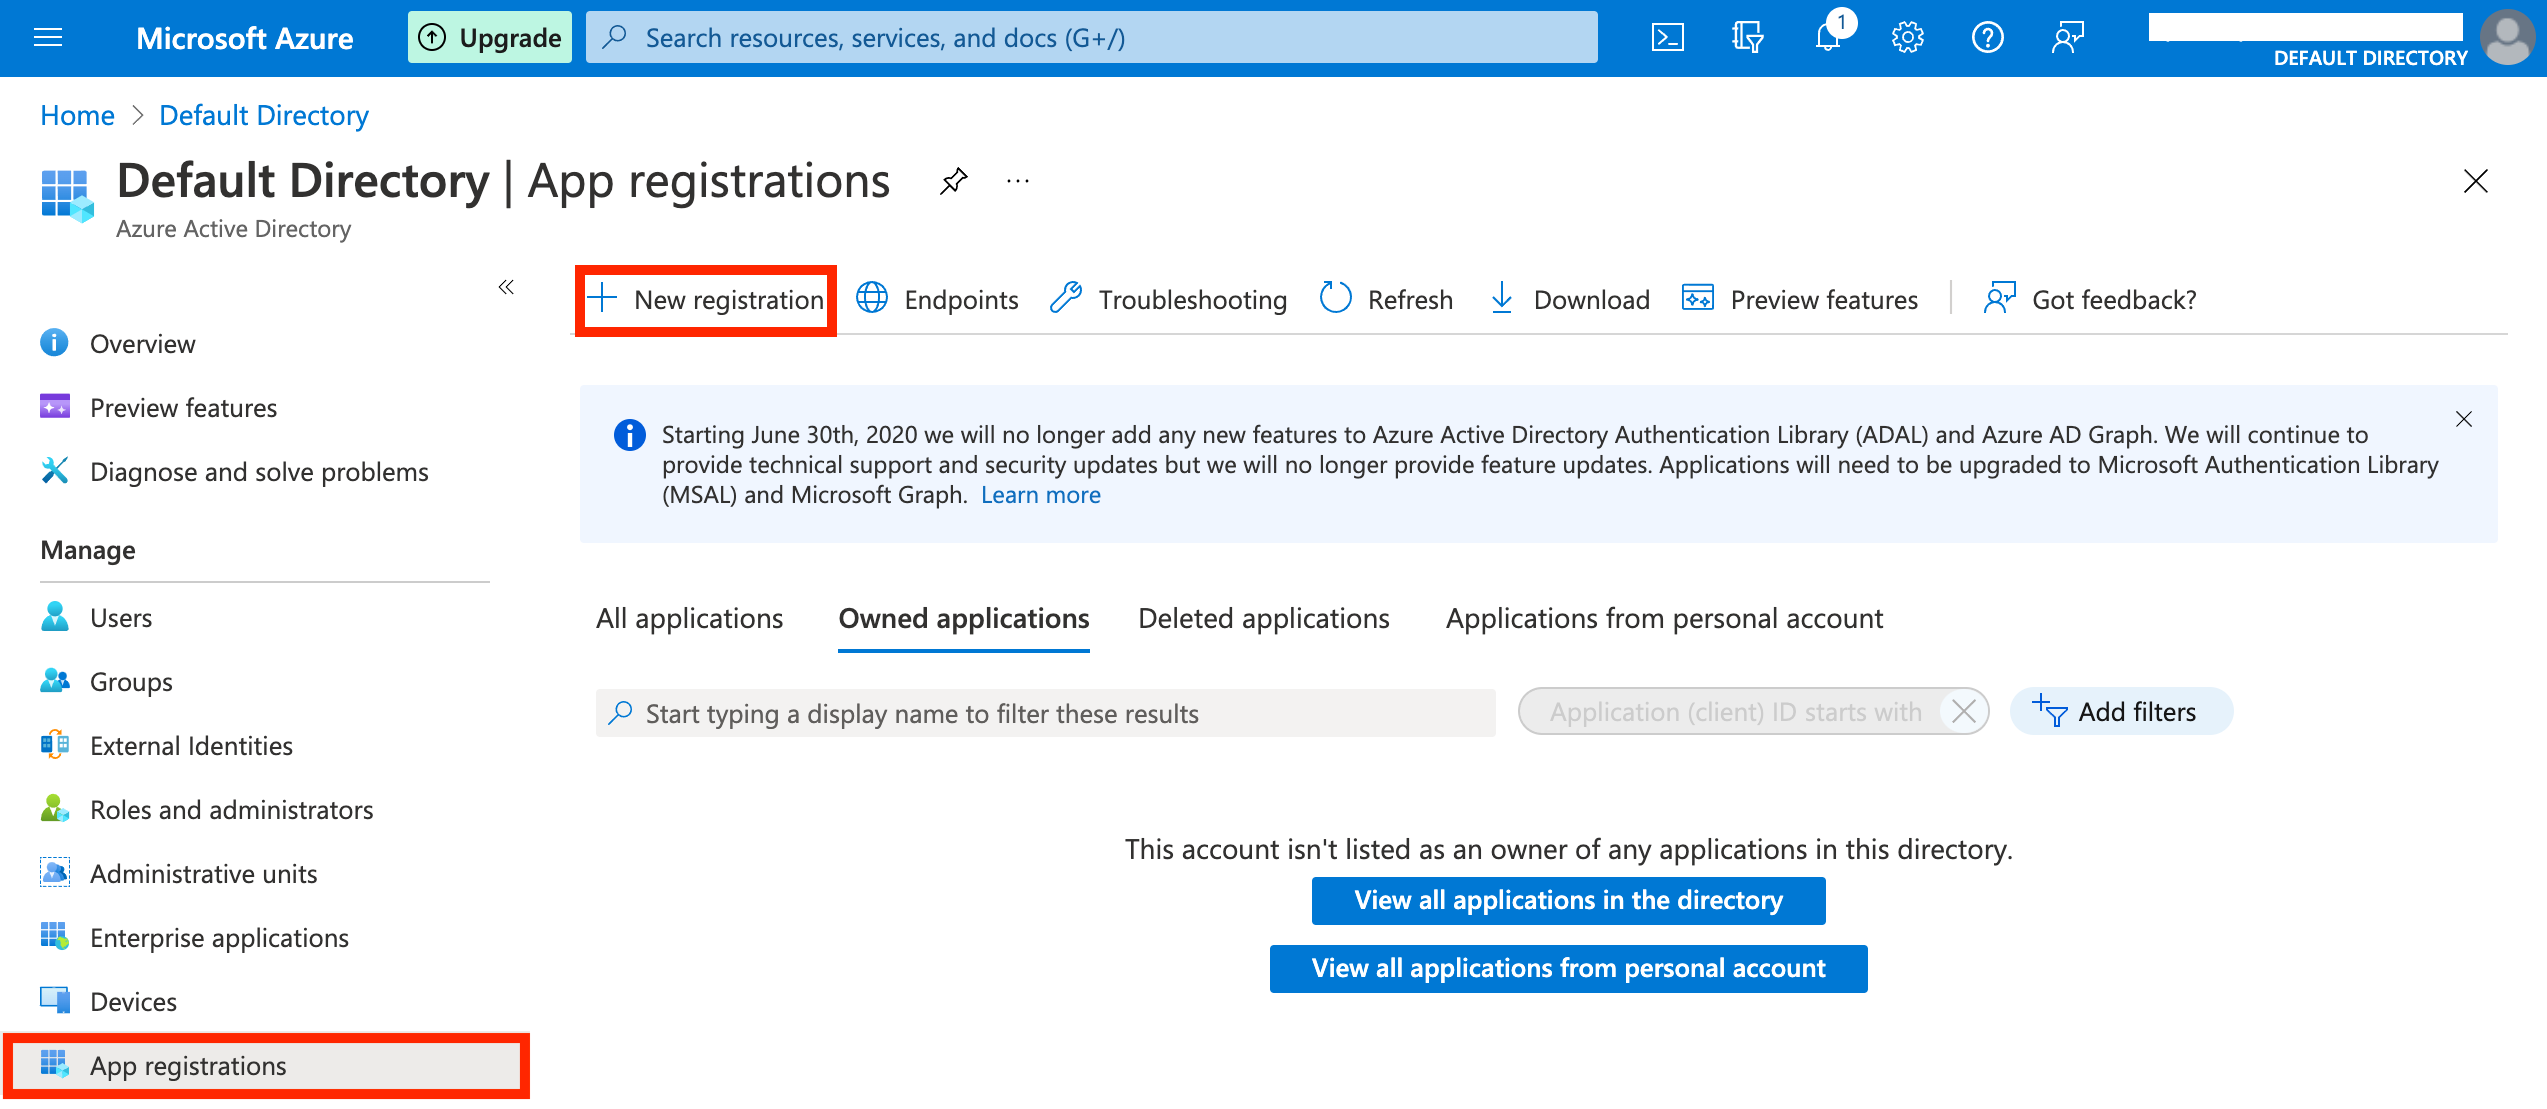 Microsoft Azure
Upgrade
Search resources, services, and docs (G+/)
1
DEFAULT DIRECTORY
Home > Default Directory
Default Directory | App registrations
...
Azure Active Directory
«
New registration
Endpoints
Troubleshooting
Refresh
Download
Preview features
Got feedback?
Overview
Preview features
Diagnose and solve problems
Manage
Users
Groups
External Identities
Roles and administrators
Administrative units
Enterprise applications
Devices
App registrations
Starting June 30th, 2020 we will no longer add any new features to Azure Active Directory Authentication Library (ADAL) and Azure AD Graph. We will continue to
provide technical support and security updates but we will no longer provide feature updates. Applications will need to be upgraded to Microsoft Authentication Library
(MSAL) and Microsoft Graph. Learn more
All applications
Owned applications
Deleted applications
Applications from personal account
Start typing a display name to filter these results
Application (client) ID starts with
Add filters
This account isn't listed as an owner of any applications in this directory.
View all applications in the directory
View all applications from personal account